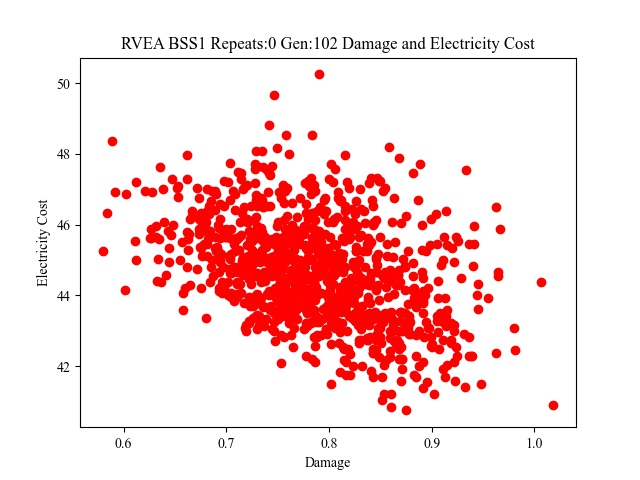 RVEA BSS1 Repeats:0 Gen:102 Damage and Electricity Cost
50
48
46
44
42
Electricity Cost
0.6 0.7 0.8 0.9 1.0
Damage